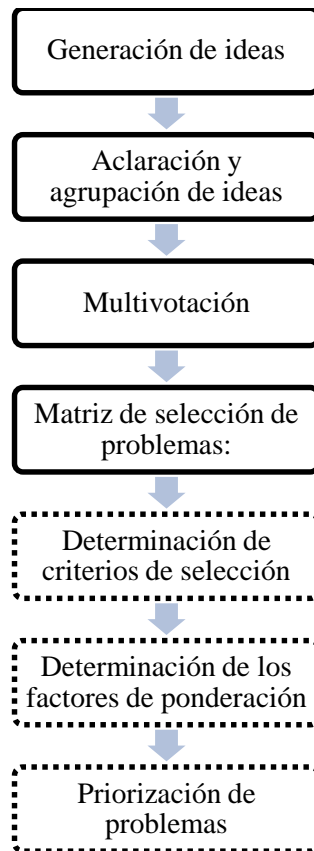 Generación de ideas
Aclaración y
agrupación de ideas
Multivotación
Matriz de selección de
problemas:
Determinación de
criterios de selección
Determinación de los
factores de ponderación
Priorización de
problemas